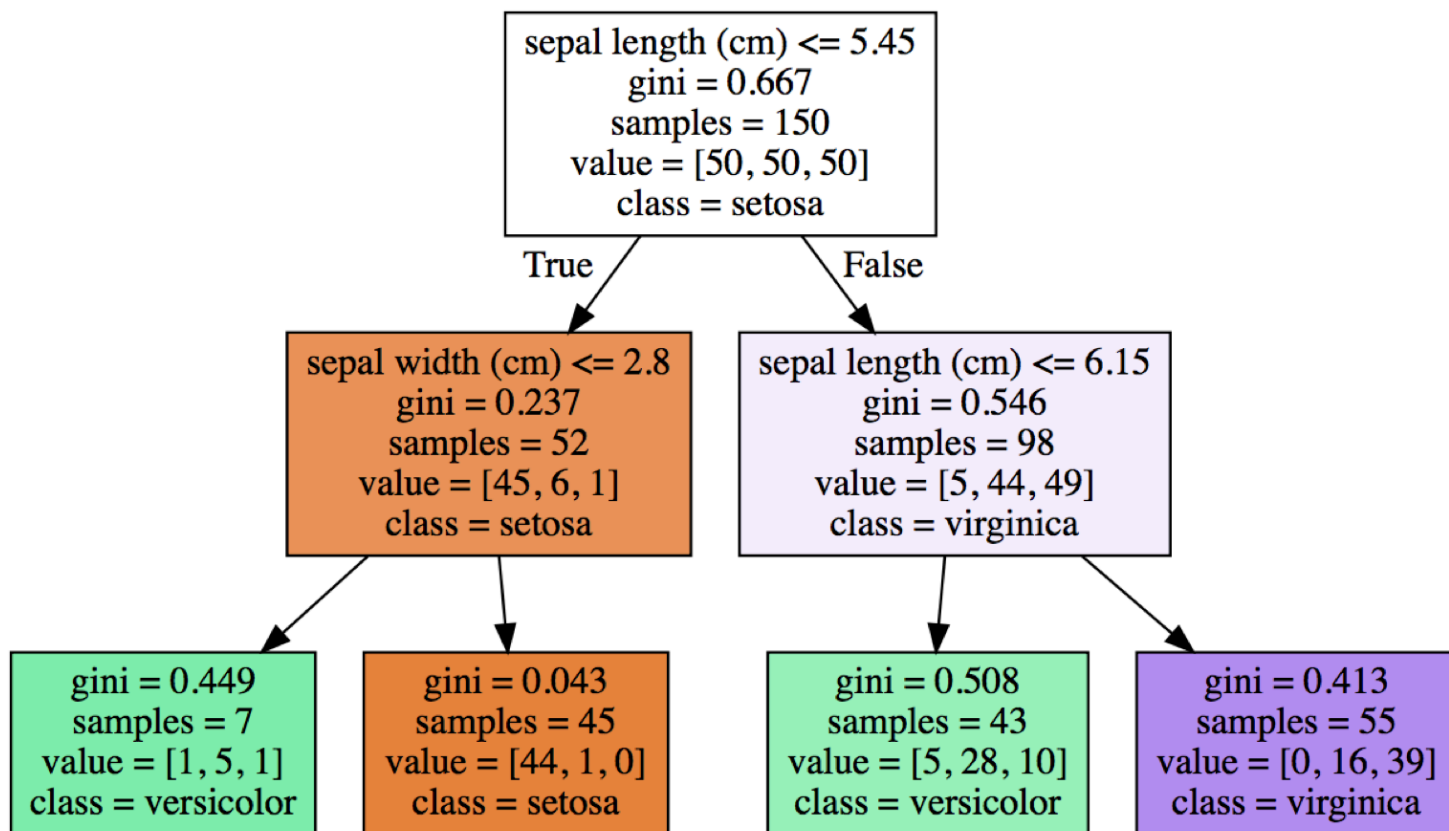 sepal length (cm) <= 5.45
gini = 0.667
samples = 150
value = [50, 50, 50]
class = setosa
True
False
sepal width (cm) <= 2.8
gini = 0.237
samples = 52
value = [45, 6, 1]
class = setosa
sepal length (cm) <= 6.15
gini = 0.546
samples = 98
value = [5, 44, 49]
class = virginica
gini = 0.449
samples = 7
value = [1, 5, 1]
class = versicolor
gini = 0.043
samples = 45
value = [44, 1, 0]
class = setosa
gini = 0.508
samples = 43
value = [5, 28, 10]
class = versicolor
gini = 0.413
samples = 55
value = [0, 16, 39]
class = virginica